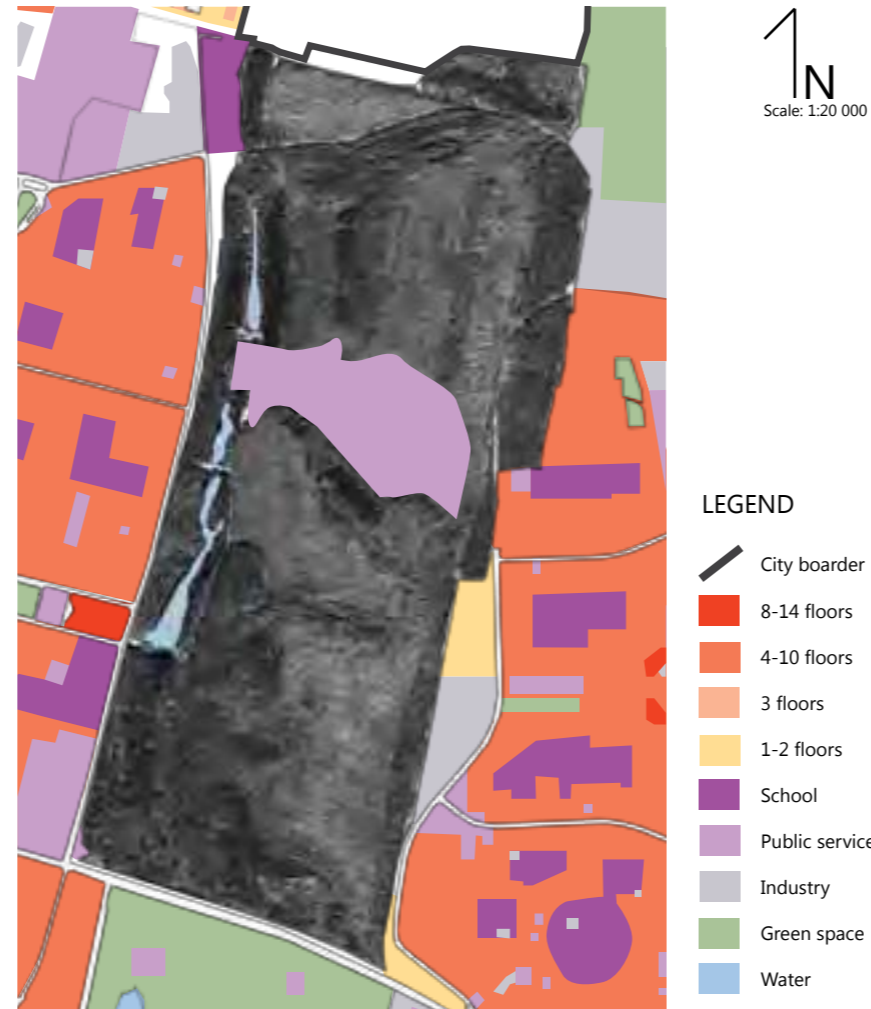 N
Scale: 1:20 000
LEGEND
City boarder
8-14 floors
4-10 floors
3 floors
1-2 floors
School
Public service
Industry
Green space
Water